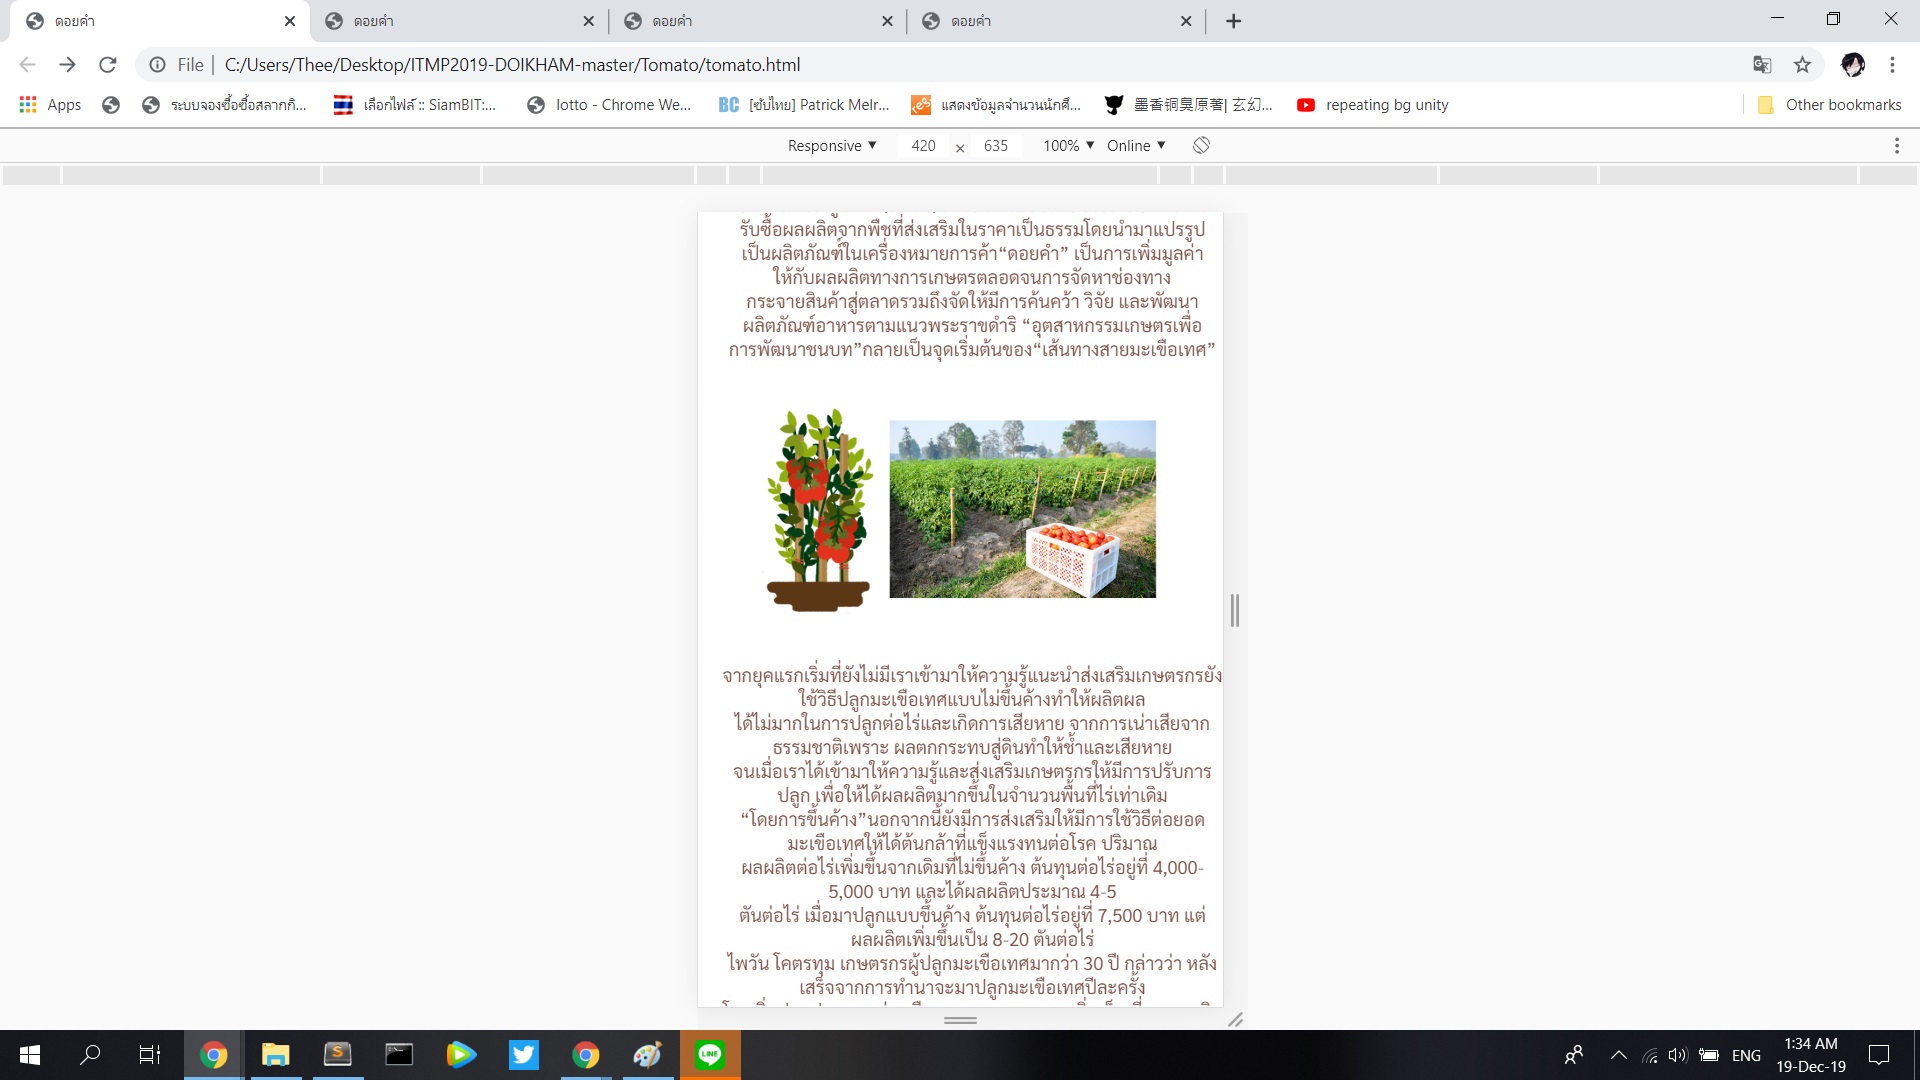 ดอยคำ
ดอยคำ
ดอยคำ
ดอยคำ
File
C:/Users/Thee/Desktop/ITMP2019-DOIKHAM-master/Tomato/tomato.html
Apps
ระบบจองซื้อซื้อสลากกิ...
เลือกไฟล์ :: SiamBIT:...
lotto - Chrome We...
BC [ซับไทย] Patrick Melr...
reg แสดงข้อมูลจำนวนนักศึ...
墨香铜臭原著| 玄幻...
repeating bg unity
Other bookmarks
Responsive
420 × 635
100%
Online
รับซื้อผลผลิตจากพืชที่ส่งเสริมในราคาเป็นธรรมโดยนำมาแปรรูป
เป็นผลิตภัณฑ์ในเครื่องหมายการค้า“ดอยคำ” เป็นการเพิ่มมูลค่า
ให้กับผลผลิตทางการเกษตรตลอดจนการจัดหาช่องทาง
กระจายสินค้าสู่ตลาดรวมถึงจัดให้มีการค้นคว้า วิจัย และพัฒนา
ผลิตภัณฑ์อาหารตามแนวพระราขดำริ “อุตสาหกรรมเกษตรเพื่อ
การพัฒนาชนบท”กลายเป็นจุดเริ่มต้นของ“เส้นทางสายมะเขือเทศ”
จากยุคแรกเริ่มที่ยังไม่มีเราเข้ามาให้ความรู้แนะนำส่งเสริมเกษตรกรยัง
ใช้วิธีปลูกมะเขือเทศแบบไม่ขึ้นค้างทำให้ผลิตผล
ได้ไม่มากในการปลูกต่อไร่และเกิดการเสียหาย จากการเน่าเสียจาก
ธรรมชาติเพราะ ผลตกกระทบสู่ดินทำให้ช้ำและเสียหาย
จนเมื่อเราได้เข้ามาให้ความรู้และส่งเสริมเกษตรกรให้มีการปรับการ
ปลูก เพื่อให้ได้ผลผลิตมากขึ้นในจำนวนพื้นที่ไร่เท่าเดิม
“โดยการขึ้นค้าง”นอกจากนี้ยังมีการส่งเสริมให้มีการใช้วิธีต่อยอด
มะเขือเทศให้ได้ต้นกล้าที่แข็งแรงทนต่อโรค ปริมาณ
ผลผลิตต่อไร่เพิ่มขึ้นจากเดิมที่ไม่ขึ้นค้าง ต้นทุนต่อไร่อยู่ที่ 4,000-
5,000 บาท และได้ผลผลิตประมาณ 4-5
ตันต่อไร่ เมื่อมาปลูกแบบขึ้นค้าง ต้นทุนต่อไร่อยู่ที่ 7,500 บาท แต่
ผลผลิตเพิ่มขึ้นเป็น 8-20 ตันต่อไร่
ไพวัน โคตรทุม เกษตรกรผู้ปลูกมะเขือเทศมากว่า 30 ปี กล่าวว่า หลัง
เสร็จจากการทำนาจะมาปลูกมะเขือเทศปีละครั้ง
LINE
ENG
1:34 AM
19-Dec-19